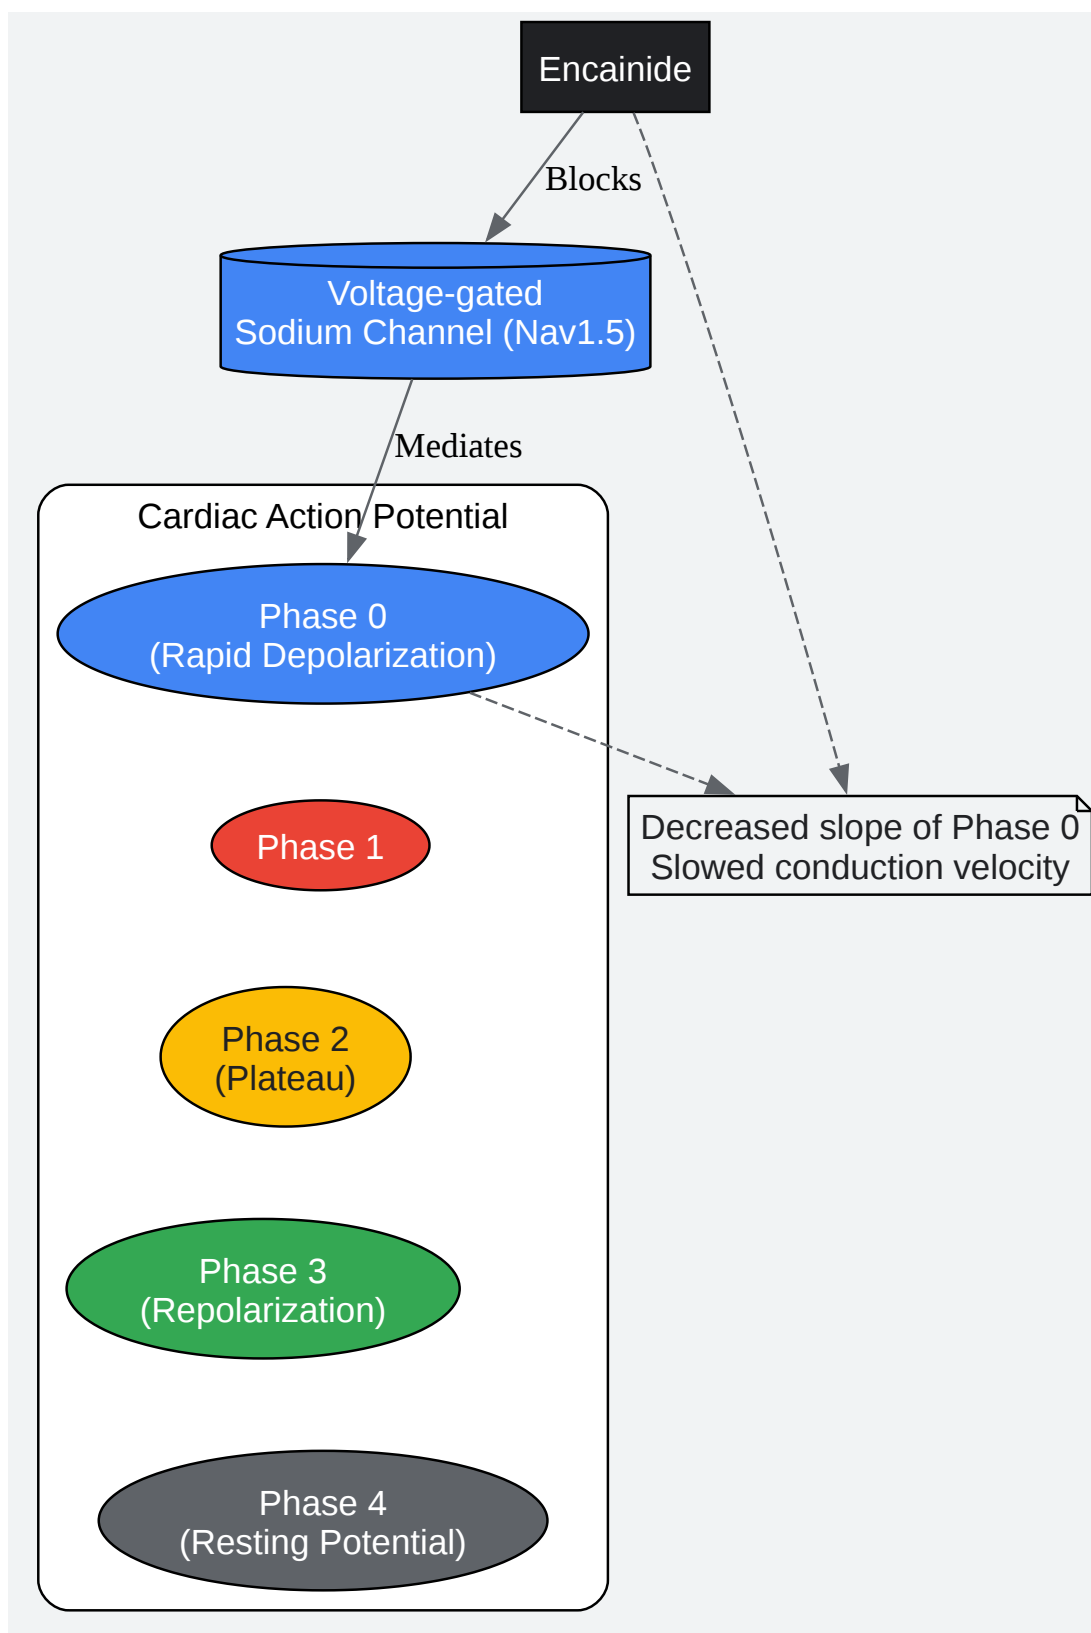 Encainide
Blocks
Voltage-gated
Sodium Channel (Nav1.5)
Mediates
Cardiac Action Potential
Phase 0
(Rapid Depolarization)
Decreased slope of Phase 0
Slowed conduction velocity
Phase 1
Phase 2
(Plateau)
Phase 3
(Repolarization)
Phase 4
(Resting Potential)